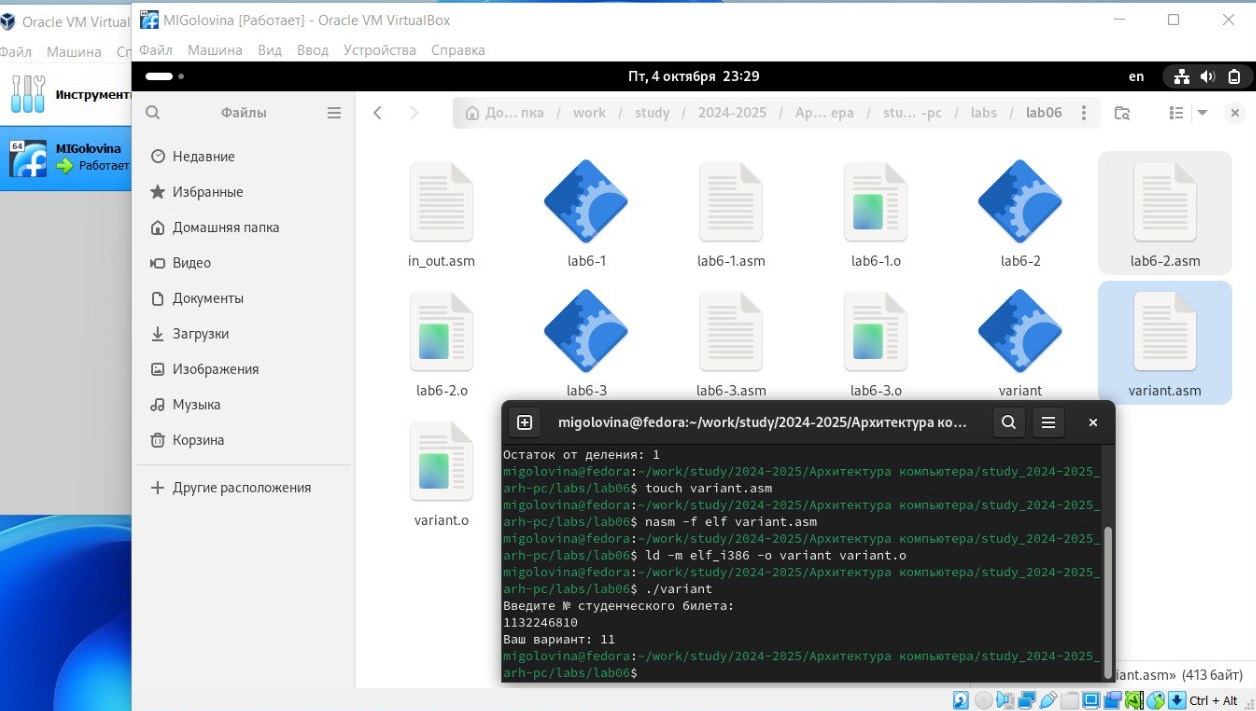 Oracle VM Virtual
Файл Машина
Инструмент
64
MIGolovina
Работает
MIGolovina [Работает] - Oracle VM VirtualBox
Файл Машина Вид Ввод Устройства Справка
Пт, 4 октября 23:29
en
Файлы
До… пка / work / study / 2024-2025 / Ар… ера / stu… -pc / labs / lab06
Недавние
Избранные
Домашняя папка
Видео
Документы
Загрузки
Изображения
Музыка
Корзина
Другие расположения
in_out.asm
lab6-1
lab6-1.asm
lab6-1.o
lab6-2
lab6-2.asm
lab6-2.o
lab6-3
lab6-3.asm
lab6-3.o
variant
variant.asm
variant.o
migolovina@fedora:~/work/study/2024-2025/Архитектура ко…
Остаток от деления: 1
migolovina@fedora:~/work/study/2024-2025/Архитектура компьютера/study_2024-2025_
arh-pc/labs/lab06$ touch variant.asm
migolovina@fedora:~/work/study/2024-2025/Архитектура компьютера/study_2024-2025_
arh-pc/labs/lab06$ nasm -f elf variant.asm
migolovina@fedora:~/work/study/2024-2025/Архитектура компьютера/study_2024-2025_
arh-pc/labs/lab06$ ld -m elf_i386 -o variant variant.o
migolovina@fedora:~/work/study/2024-2025/Архитектура компьютера/study_2024-2025_
arh-pc/labs/lab06$ ./variant
Введите № студенческого билета:
1132246810
Ваш вариант: 11
migolovina@fedora:~/work/study/2024-2025/Архитектура компьютера/study_2024-2025_
arh-pc/labs/lab06$
iant.asm» (413 байт)
Ctrl + Alt